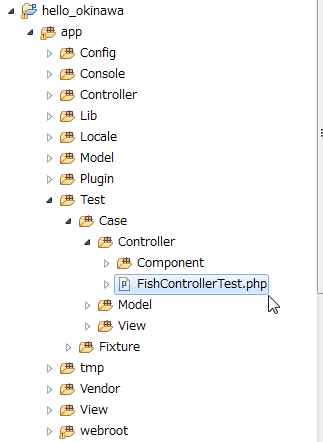 hello_okinawa
app
Config
Console
Controller
Lib
Locale
Model
Plugin
Test
Case
Controller
Component
FishControllerTest.php
Model
View
Fixture
tmp
Vendor
View
webroot